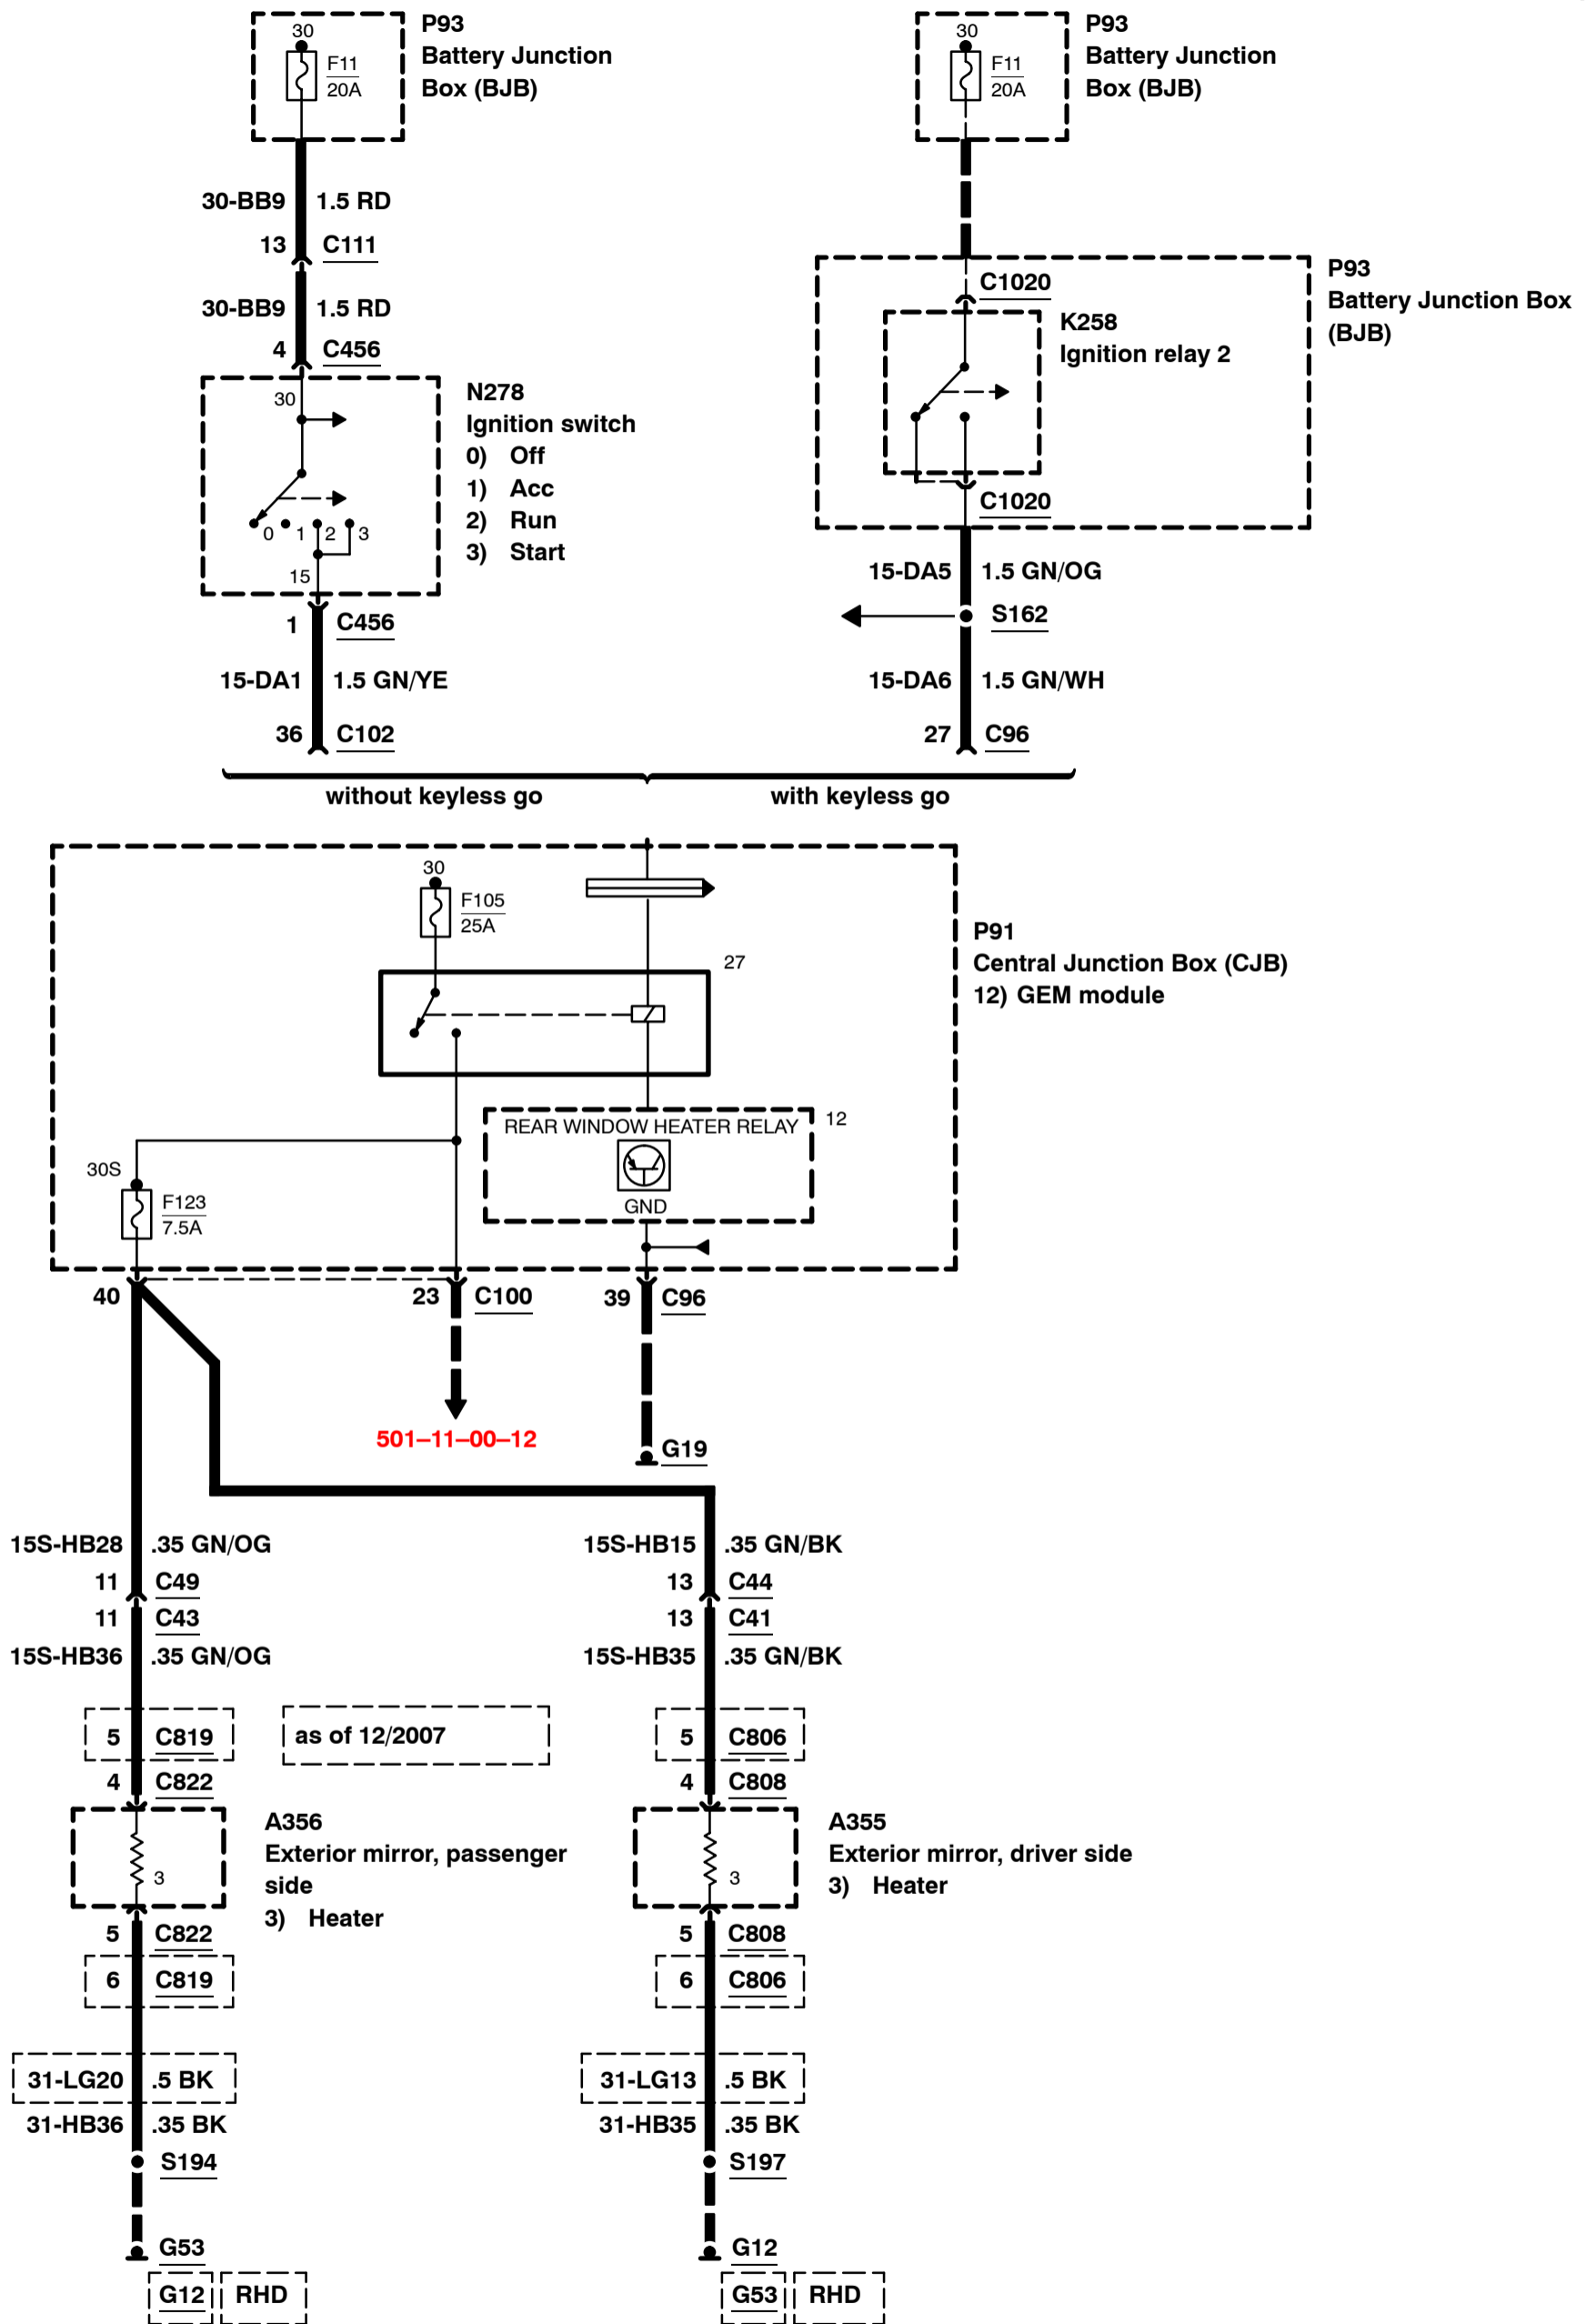 30
F11
20A
P93
Battery Junction
Box (BJB)
30-BB9 1.5 RD
13 C111
30-BB9 1.5 RD
4 C456
30
0 1 2 3
15
N278
Ignition switch
0) Off
1) Acc
2) Run
3) Start
1 C456
15-DA1 1.5 GN/YE
36 C102
30
F11
20A
P93
Battery Junction
Box (BJB)
C1020
K258
Ignition relay 2
C1020
P93
Battery Junction Box
(BJB)
15-DA5 1.5 GN/OG
S162
15-DA6 1.5 GN/WH
27 C96
without keyless go
with keyless go
30
F105
25A
27
P91
Central Junction Box (CJB)
12) GEM module
REAR WINDOW HEATER RELAY
12
GND
30S
F123
7.5A
40
23 C100
39 C96
501–11–00–12
G19
15S-HB28 .35 GN/OG
11 C49
11 C43
15S-HB36 .35 GN/OG
5 C819
as of 12/2007
4 C822
3
A356
Exterior mirror, passenger
side
3) Heater
5 C822
6 C819
31-LG20 .5 BK
31-HB36 .35 BK
S194
G53
G12 RHD
15S-HB15 .35 GN/BK
13 C44
13 C41
15S-HB35 .35 GN/BK
5 C806
4 C808
3
A355
Exterior mirror, driver side
3) Heater
5 C808
6 C806
31-LG13 .5 BK
31-HB35 .35 BK
S197
G12
G53 RHD